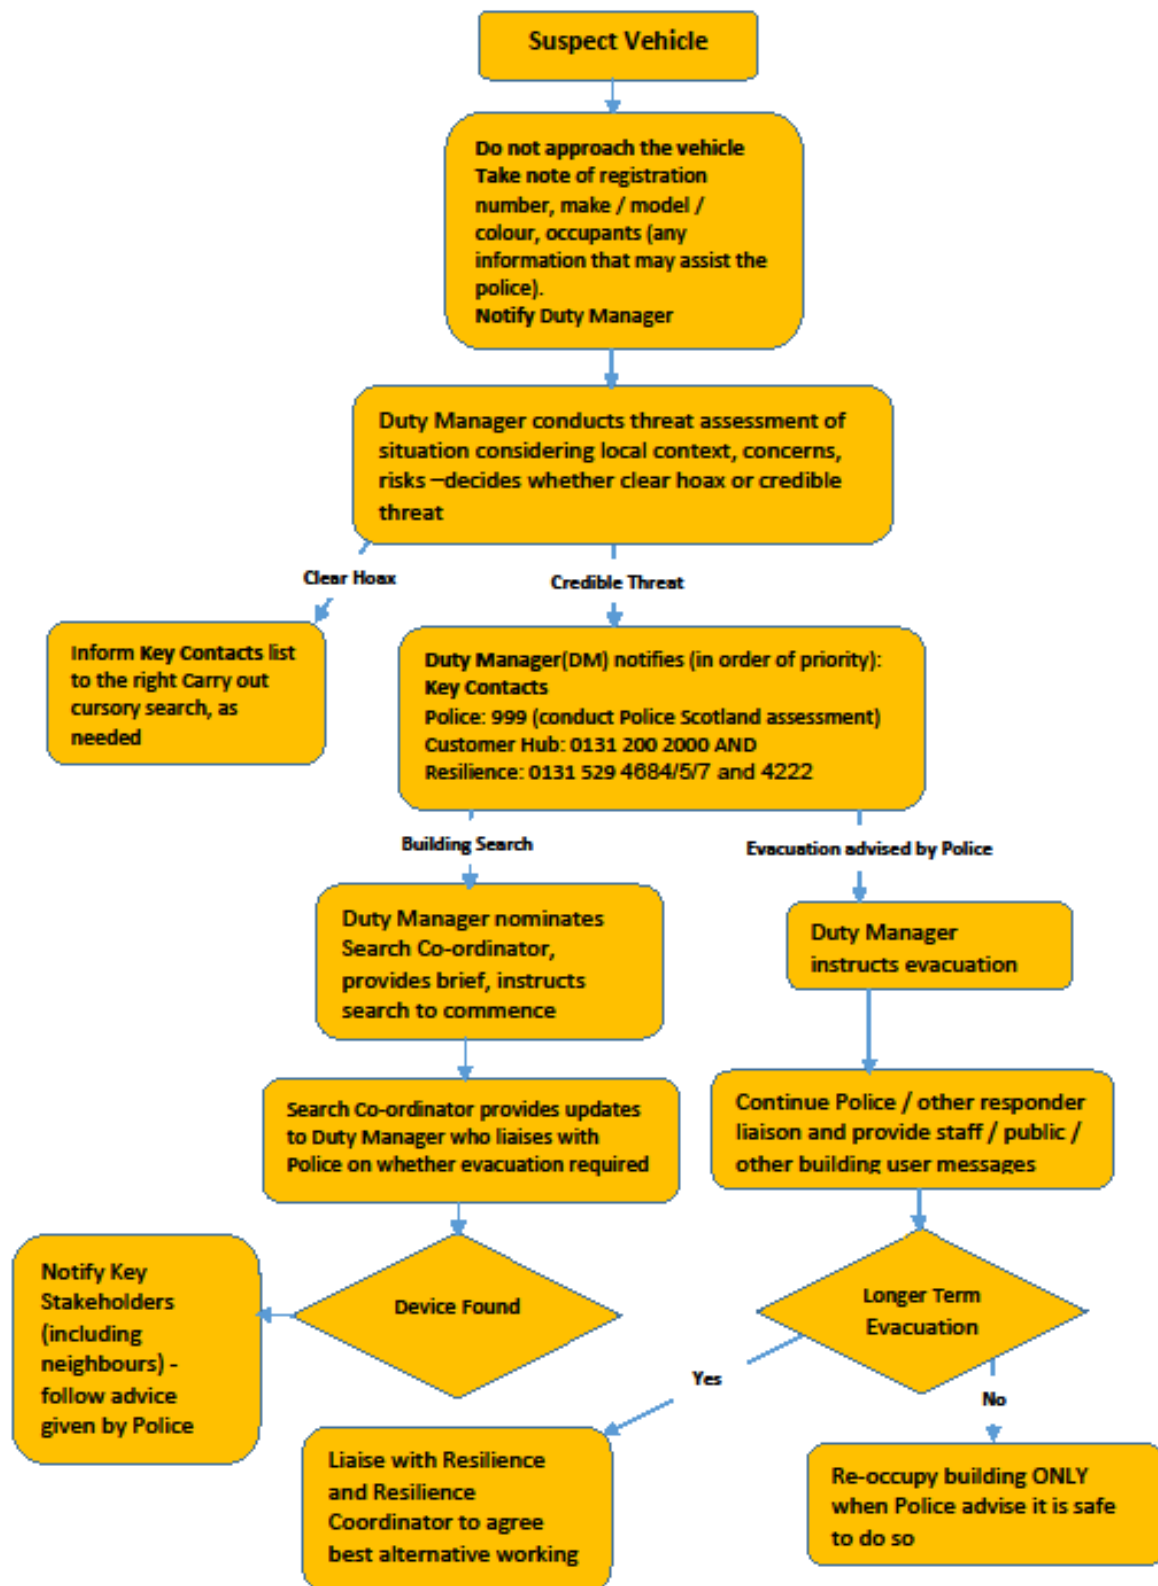 Suspect Vehicle
Do not approach the vehicle
Take note of registration
number, make / model /
colour, occupants (any
information that may assist the
police).
Notify Duty Manager
Duty Manager conducts threat assessment of
situation considering local context, concerns,
risks –decides whether clear hoax or credible
threat
Clear Hoax
Credible Threat
Inform Key Contacts list
to the right Carry out
cursory search, as
needed
Duty Manager(DM) notifies (in order of priority):
Key Contacts
Police: 999 (conduct Police Scotland assessment)
Customer Hub: 0131 200 2000 AND
Resilience: 0131 529 4684/5/7 and 4222
Building Search
Evacuation advised by Police
Duty Manager nominates
Search Co-ordinator,
provides brief, instructs
search to commence
Duty Manager
instructs evacuation
Search Co-ordinator provides updates
to Duty Manager who liaises with
Police on whether evacuation required
Continue Police / other responder
liaison and provide staff / public /
other building user messages
Notify Key
Stakeholders
(including
neighbours) -
follow advice
given by Police
Device Found
Longer Term
Evacuation
Yes
No
Liaise with Resilience
and Resilience
Coordinator to agree
best alternative working
Re-occupy building ONLY
when Police advise it is safe
to do so